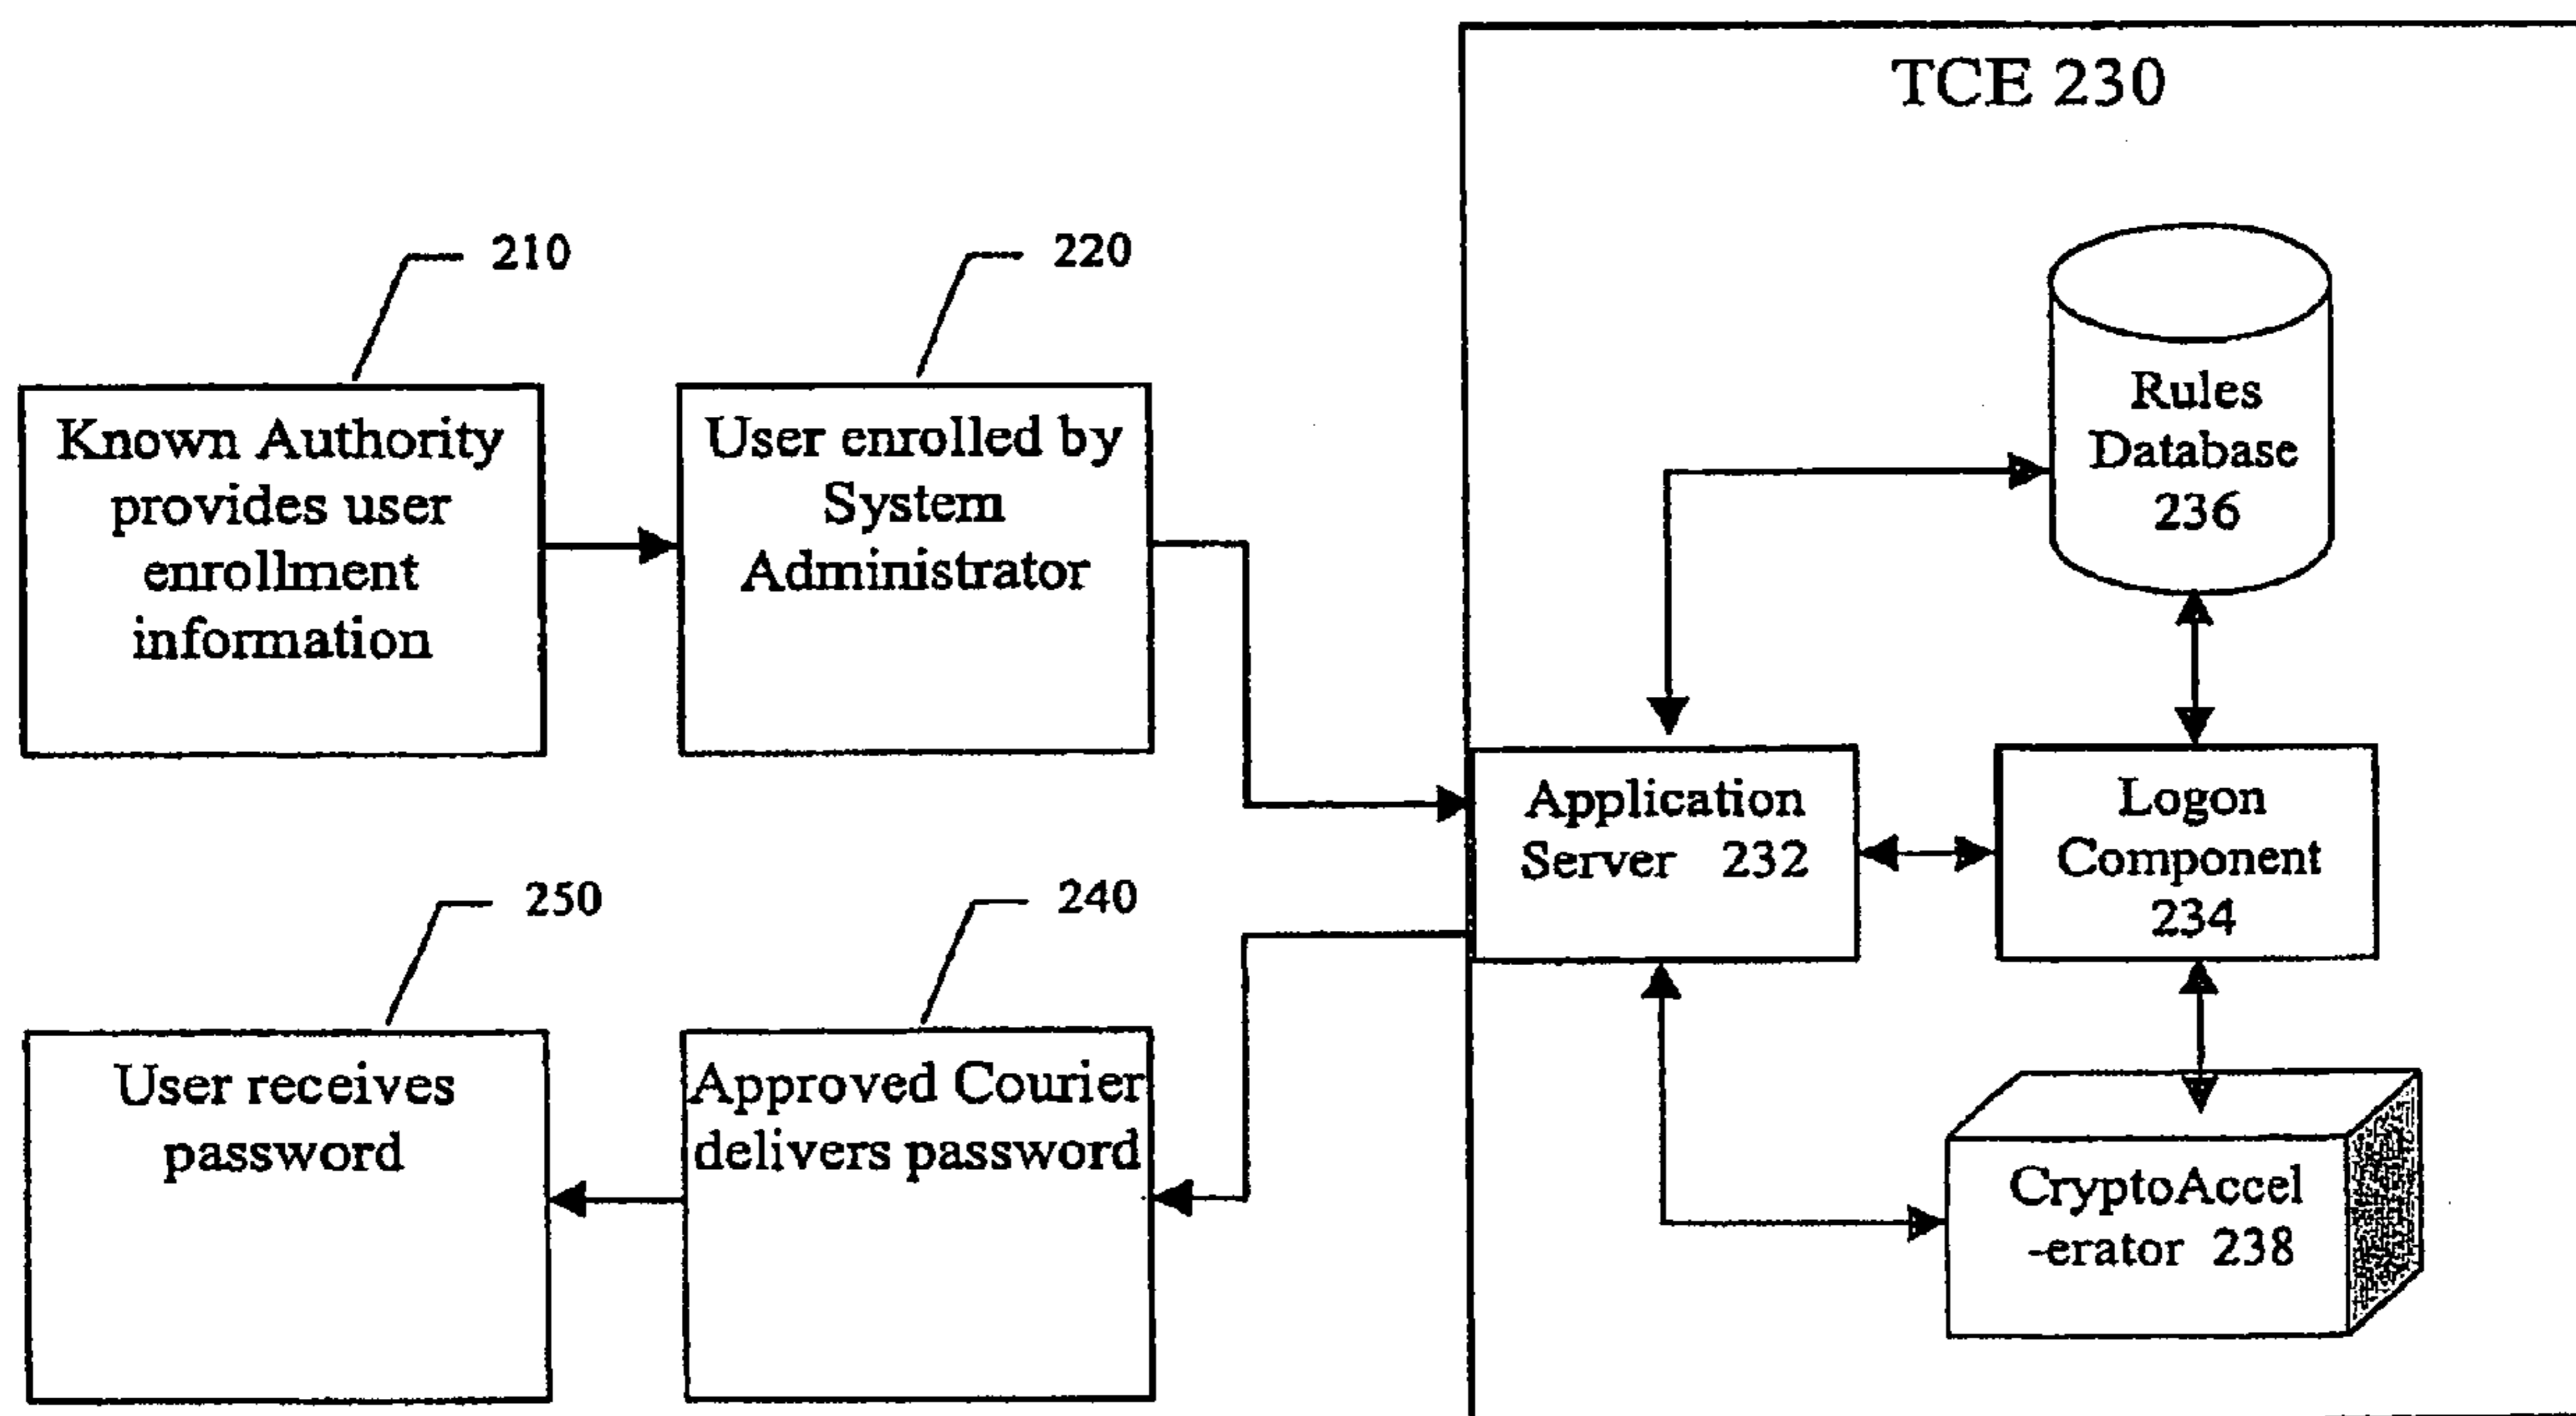 TCE 230
210
220
Known Authority
provides user
enrollment
information
User enrolled by
System
Administrator
Rules
Database
236
Application
Server 232
Logon
Component
234
250
240
User receives
password
Approved Courier
delivers password
CryptoAccel
-erator 238